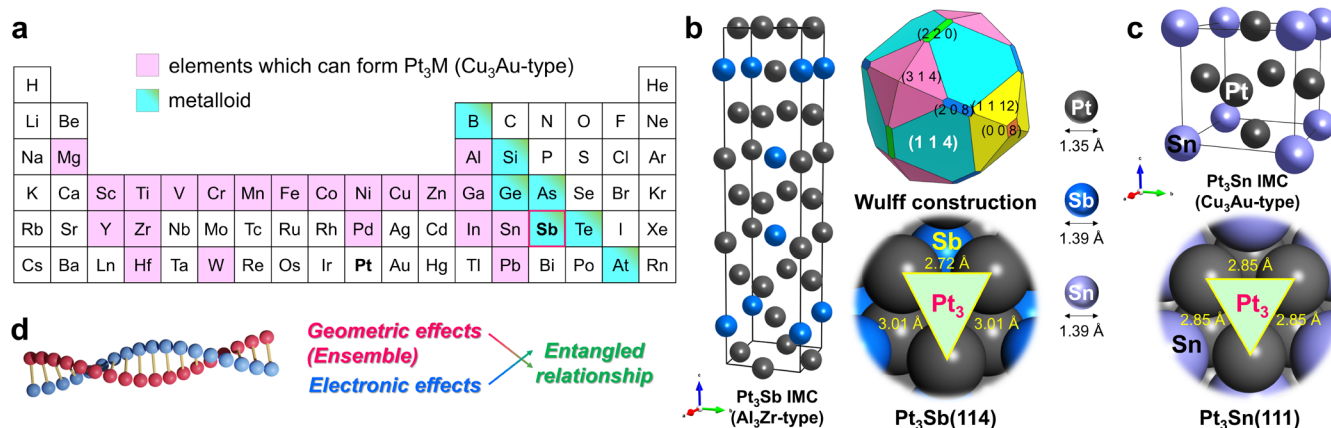 a
elements which can form Pt₃M (Cu₃Au-type)
metalloid
H He
Li Be B C N O F Ne
Na Mg Al Si P S Cl Ar
K Ca Sc Ti V Cr Mn Fe Co Ni Cu Zn Ga Ge As Se Br Kr
Rb Sr Y Zr Nb Mo Tc Ru Rh Pd Ag Cd In Sn Sb Te I Xe
Cs Ba Ln Hf Ta W Re Os Ir Pt Au Hg Tl Pb Bi Po At Rn
d
Geometric effects
(Ensemble)
Electronic effects
Entangled
relationship
b
Pt₃Sb IMC
(Al₃Zr-type)
(2 2 0)
(3 1 4)
(2 0 8)
(1 1 12)
(0 0 8)
(1 1 4)
Wulff construction
Sb
2.72 Å
Pt₃
3.01 Å
3.01 Å
Pt₃Sb(114)
Pt
1.35 Å
Sb
1.39 Å
Sn
1.39 Å
c
Pt
Sn
Pt₃Sn IMC
(Cu₃Au-type)
2.85 Å
Pt₃
2.85 Å
2.85 Å
Sn
Pt₃Sn(111)